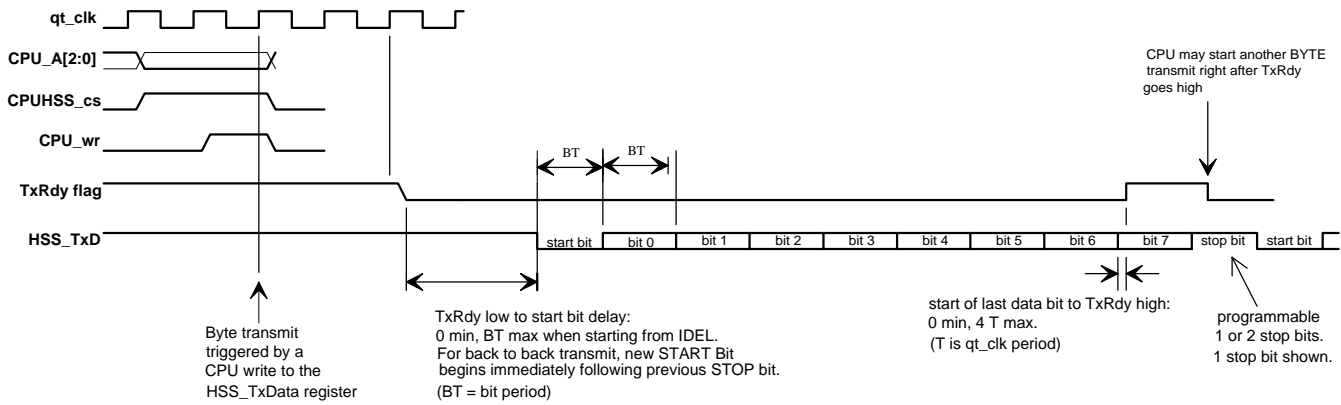 qt_clk
CPU_A[2:0]
CPUHSS_cs
CPU_wr
TxRdy flag
HSS_TxD
CPU may start another BYTE
transmit right after TxRdy
goes high
BT
BT
start bit
bit 0
bit 1
bit 2
bit 3
bit 4
bit 5
bit 6
bit 7
stop bit
start bit
Byte transmit
triggered by a
CPU write to the
HSS_TxData register
TxRdy low to start bit delay:
0 min, BT max when starting from IDEL.
For back to back transmit, new START Bit
begins immediately following previous STOP bit.
(BT = bit period)
start of last data bit to TxRdy high:
0 min, 4 T max.
(T is qt_clk period)
programmable
1 or 2 stop bits.
1 stop bit shown.